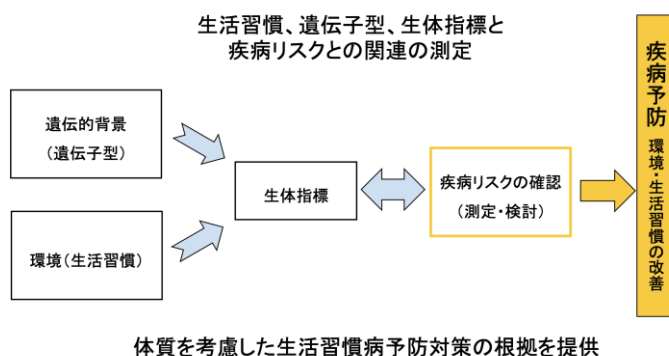 生活習慣、遺伝子型、生体指標と
疾病リスクとの関連の測定
遺伝的背景
（遺伝子型）
環境（生活習慣）
生体指標
疾病リスクの確認
（測定・検討）
疾病予防 環境・生活習慣の改善
体質を考慮した生活習慣病予防対策の根拠を提供